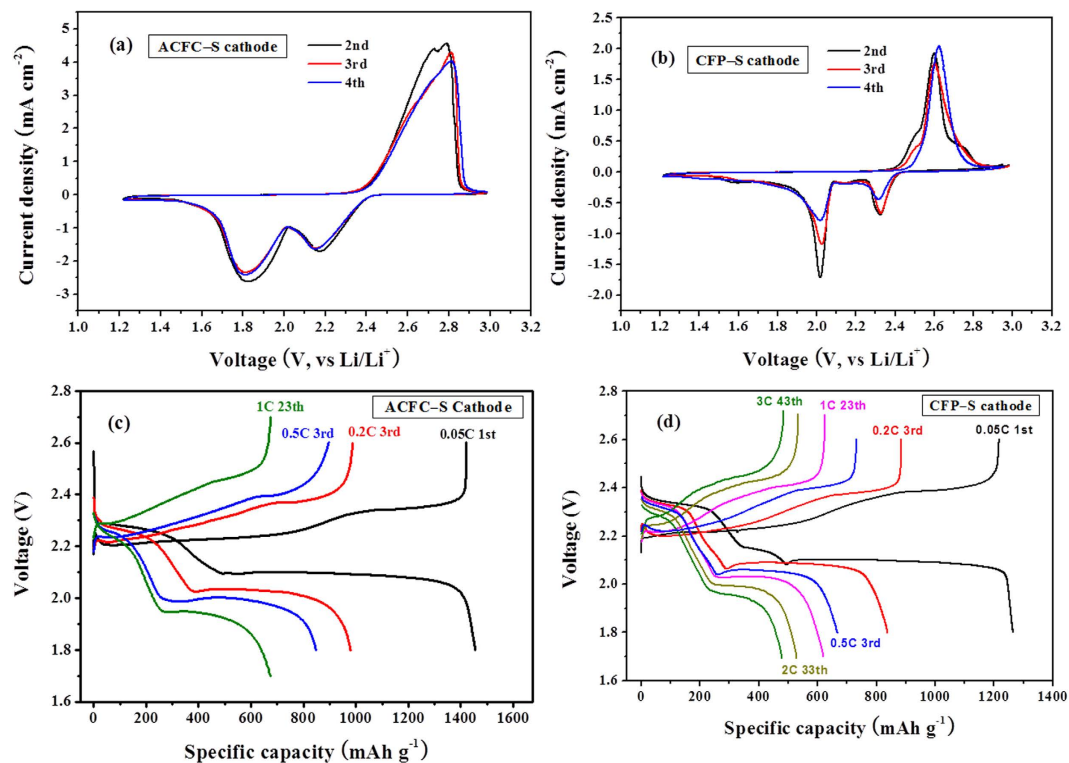 (a)
ACFC–S cathode
2nd
3rd
4th
Current density (mA cm-2)
5
4
3
2
1
0
-1
-2
-3
1.0 1.2 1.4 1.6 1.8 2.0 2.2 2.4 2.6 2.8 3.0 3.2
Voltage (V, vs Li/Li+)
(b)
CFP–S cathode
2nd
3rd
4th
Current density (mA cm-2)
2.5
2.0
1.5
1.0
0.5
0.0
-0.5
-1.0
-1.5
-2.0
1.0 1.2 1.4 1.6 1.8 2.0 2.2 2.4 2.6 2.8 3.0 3.2
Voltage (V, vs Li/Li+)
(c)
ACFC–S Cathode
1C 23th
0.5C 3rd
0.2C 3rd
0.05C 1st
Voltage (V)
2.8
2.6
2.4
2.2
2.0
1.8
1.6
0 200 400 600 800 1000 1200 1400 1600
Specific capacity (mAh g-1)
(d)
CFP–S cathode
3C 43th
1C 23th
0.2C 3rd
0.05C 1st
0.5C 3rd
2C 33th
Voltage (V)
2.8
2.6
2.4
2.2
2.0
1.8
1.6
0 200 400 600 800 1000 1200 1400
Specific capacity (mAh g-1)